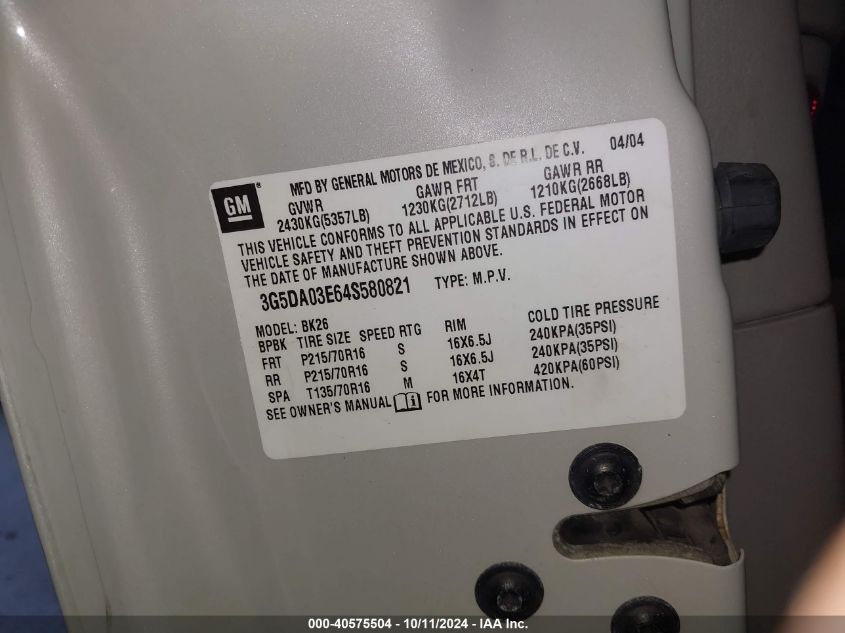 GM ®
MFD BY GENERAL MOTORS DE MEXICO, S. DE R.L. DE C.V. 04/04
GVWR GAWR FRT GAWR RR
2430KG(5357LB) 1230KG(2712LB) 1210KG(2668LB)
THIS VEHICLE CONFORMS TO ALL APPLICABLE U.S. FEDERAL MOTOR
VEHICLE SAFETY AND THEFT PREVENTION STANDARDS IN EFFECT ON
THE DATE OF MANUFACTURE SHOWN ABOVE.
3G5DA03E64S580821 TYPE: M.P.V.
MODEL: BK26
BPBK TIRE SIZE SPEED RTG RIM COLD TIRE PRESSURE
FRT P215/70R16 S 16X6.5J 240KPA(35PSI)
RR P215/70R16 S 16X6.5J 240KPA(35PSI)
SPA T135/70R16 M 16X4T 420KPA(60PSI)
SEE OWNER'S MANUAL FOR MORE INFORMATION.
000-40575504 - 10/11/2024 - IAA Inc.